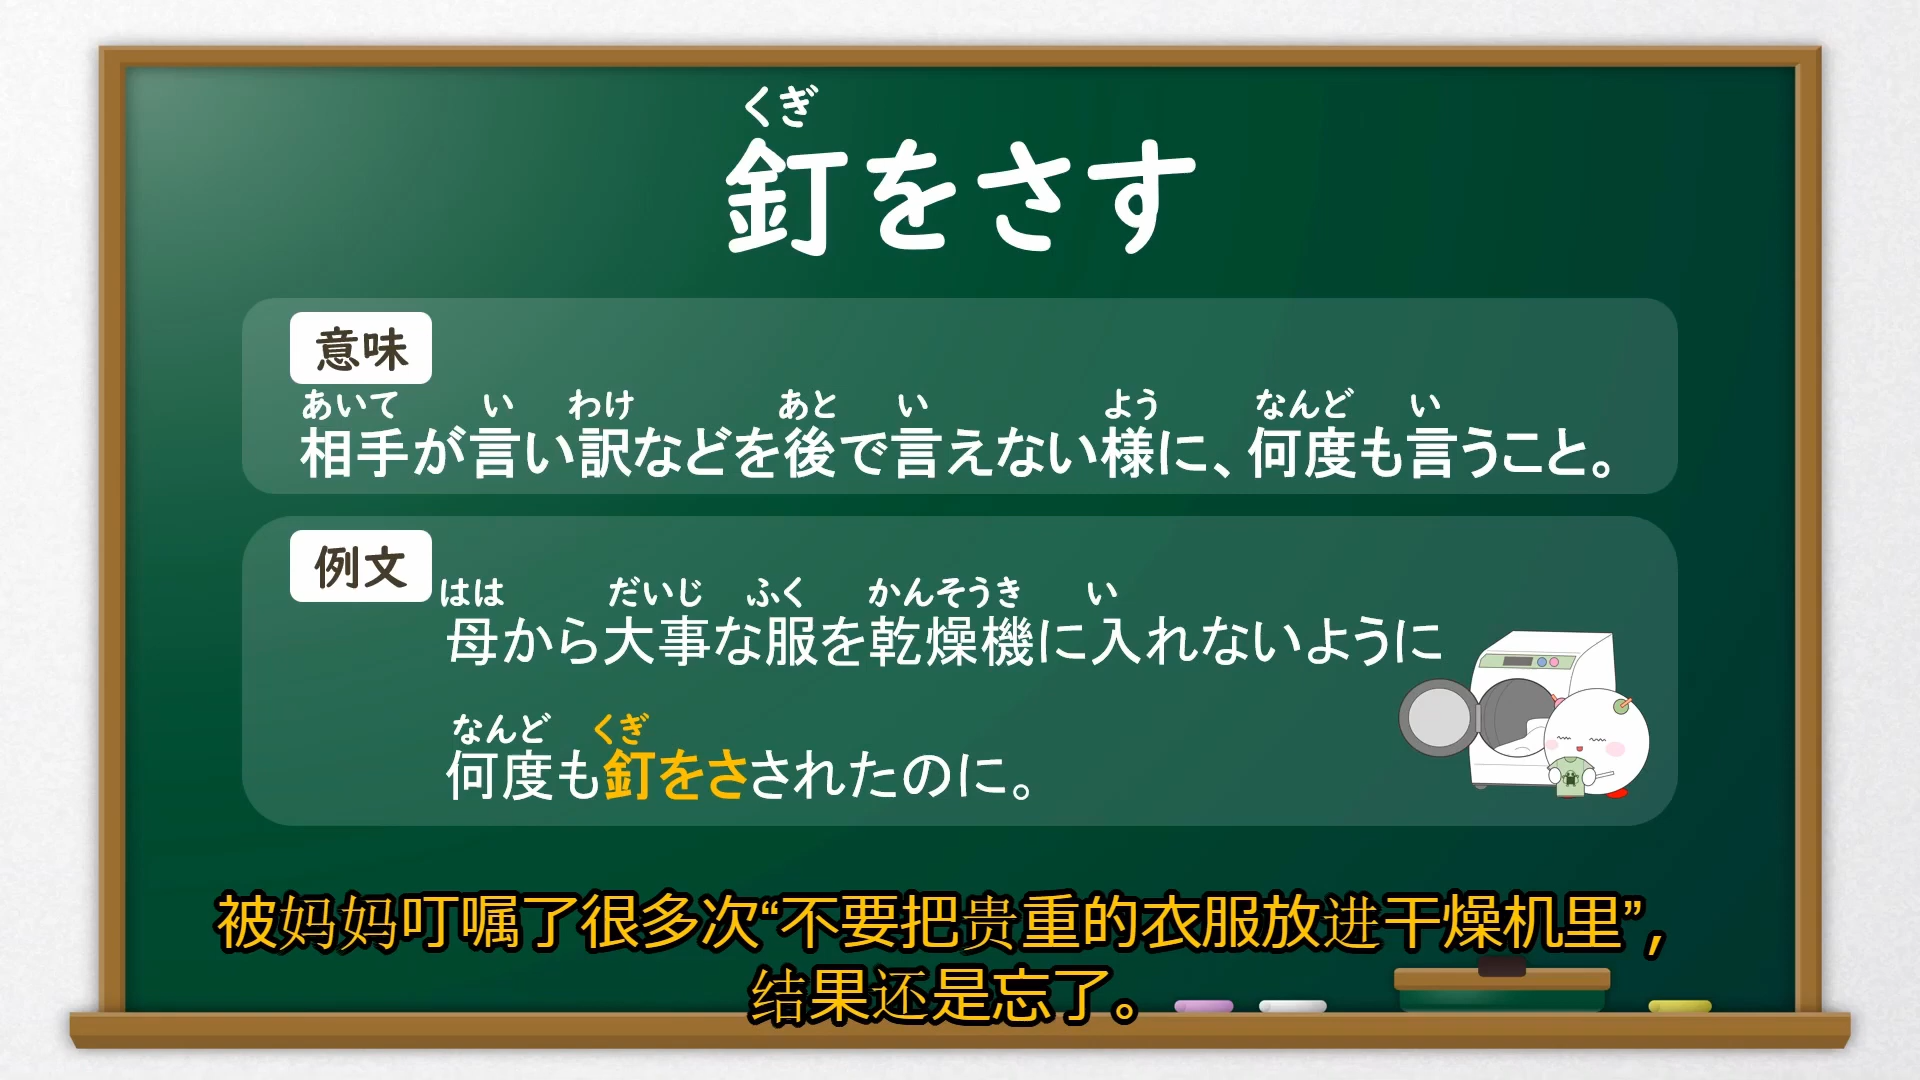 くぎ
釘をさす
意味
あいて い わけ あと い よう なんど い
相手が言い訳などを後で言えない様に、何度も言うこと。
例文
はは だいじ ふく かんそうき い
母から大事な服を乾燥機に入れないように
なんど くぎ
何度も釘をさされたのに。
被妈妈叮嘱了很多次“不要把贵重的衣服放进干燥机里”,
结果还是忘了。